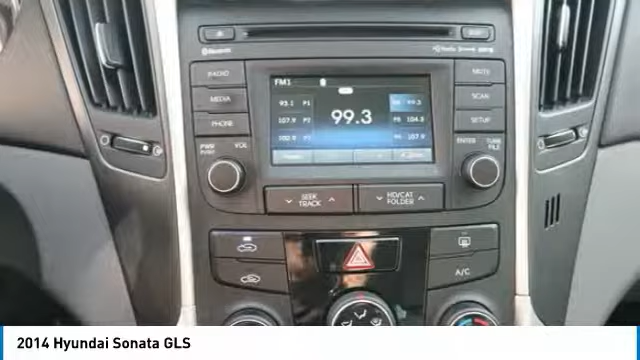 Bluetooth
RADIO
MUTE
FM1
MEDIA
SCAN
93.1 P1
99.3
99.3
PHONE
107.9 P2
P5 104.3
SETUP
100.9 P3
P6 107.9
PWR
PUSH
VOL
ENTER
TUNE
FILE
SEEK
TRACK
HD/CAT
FOLDER
A/C
2014 Hyundai Sonata GLS